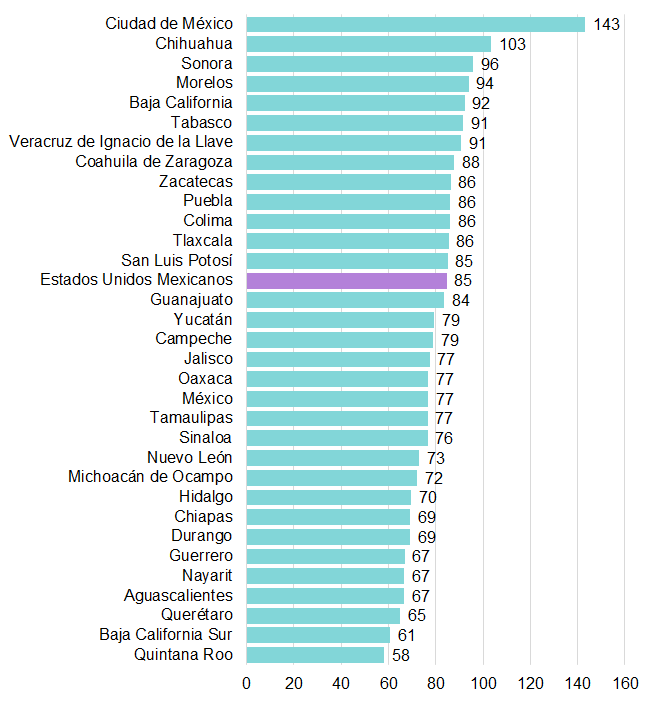 Ciudad de México 143
Chihuahua 103
Sonora 96
Morelos 94
Baja California 92
Tabasco 91
Veracruz de Ignacio de la Llave 91
Coahuila de Zaragoza 88
Zacatecas 86
Puebla 86
Colima 86
Tlaxcala 86
San Luis Potosí 85
Estados Unidos Mexicanos 85
Guanajuato 84
Yucatán 79
Campeche 79
Jalisco 77
Oaxaca 77
México 77
Tamaulipas 77
Sinaloa 76
Nuevo León 73
Michoacán de Ocampo 72
Hidalgo 70
Chiapas 69
Durango 69
Guerrero 67
Nayarit 67
Aguascalientes 67
Querétaro 65
Baja California Sur 61
Quintana Roo 58
0 20 40 60 80 100 120 140 160